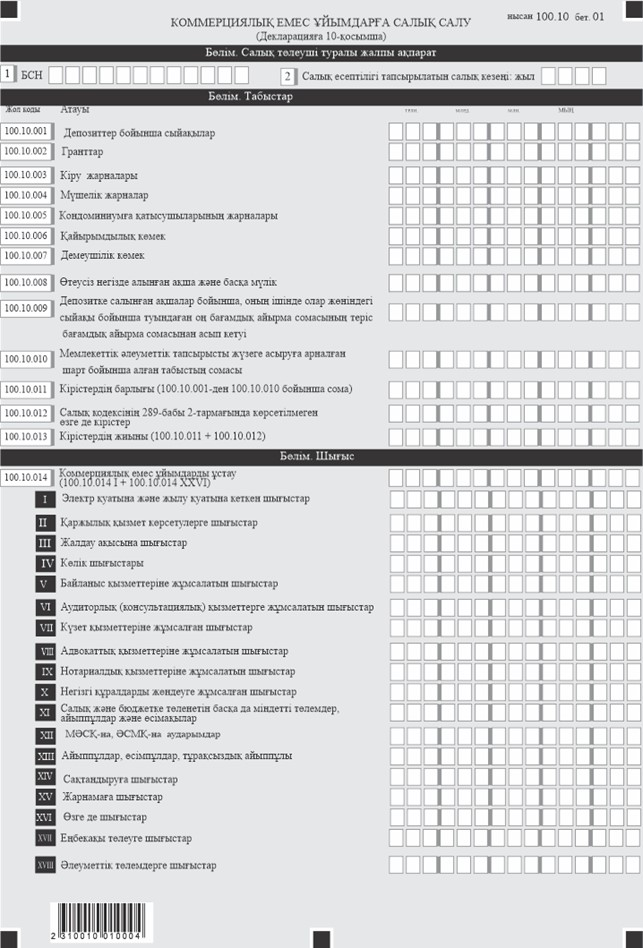 нысан 100.10 бет. 01
КОММЕРЦИЯЛЫҚ ЕМЕС ҰЙЫМДАРҒА САЛЫҚ САЛУ
(Декларацияға 10-қосымша)
Бөлім. Салық төлеуші туралы жалпы ақпарат
1 БСН
2 Салық есептілігі тапсырылатын салық кезеңі: жыл
Бөлім. Табыстар
Жол коды Атауы
МЫҢ
100.10.001 Депозиттер бойынша сыйақылар
100.10.002 Гранттар
100.10.003 Кіру жарналары
100.10.004 Мүшелік жарналар
100.10.005 Кондоминиумға қатысушыларының жарналары
100.10.006 Қайырымдылық көмек
100.10.007 Демеушілік көмек
100.10.008 Өтеусіз негізде алынған ақша және басқа мүлік
100.10.009 Депозитке салынған ақшалар бойынша, оның ішінде олар жөніндегі
сыйақы бойынша туындаған оң бағамдық айырма сомасының теріс
бағамдық айырма сомасынан асып кетуі
100.10.010 Мемлекеттік әлеуметтік тапсырысты жүзеге асыруға арналған
шарт бойынша алған табыстың сомасы
100.10.011 Кірістердің барлығы (100.10.001-ден 100.10.010 бойынша сома)
100.10.012 Салық кодексінің 289-бабы 2-тармағында көрсетілмеген
өзге де кірістер
100.10.013 Кірістердің жиыны (100.10.011 + 100.10.012)
Бөлім. Шығыс
100.10.014 Коммерциялық емес ұйымдарды ұстау
(100.10.014 I + 100.10.014 XXVI)
I Электр қуатына және жылу қуатына кеткен шығыстар
II Қаржылық қызмет көрсетулерге шығыстар
III Жалдау ақысына шығыстар
IV Көлік шығыстары
V Байланыс қызметтеріне жұмсалатын шығыстар
VI Аудиторлық (консультациялық) қызметтерге жұмсалатын шығыстар
VII Күзет қызметтеріне жұмсалған шығыстар
VIII Адвокаттық қызметтеріне жұмсалатын шығыстар
IX Нотариалдық қызметтеріне жұмсалатын шығыстар
X Негізгі құралдарды жөндеуге жұмсалған шығыстар
XI Салық және бюджетке төленетін басқа да міндетті төлемдер,
айыппұлдар және өсімақылар
XII МӘСҚ-на, ӘСМҚ-на аударымдар
XIII Айыппұлдар, өсімпұлдар, тұрақсыздық айыппұлы
XIV Сақтандыруға шығыстар
XV Жарнамаға шығыстар
XVI Өзге де шығыстар
XVII Еңбекақы төлеуге шығыстар
XVIII Әлеуметтік төлемдерге шығыстар
2 310010 010004